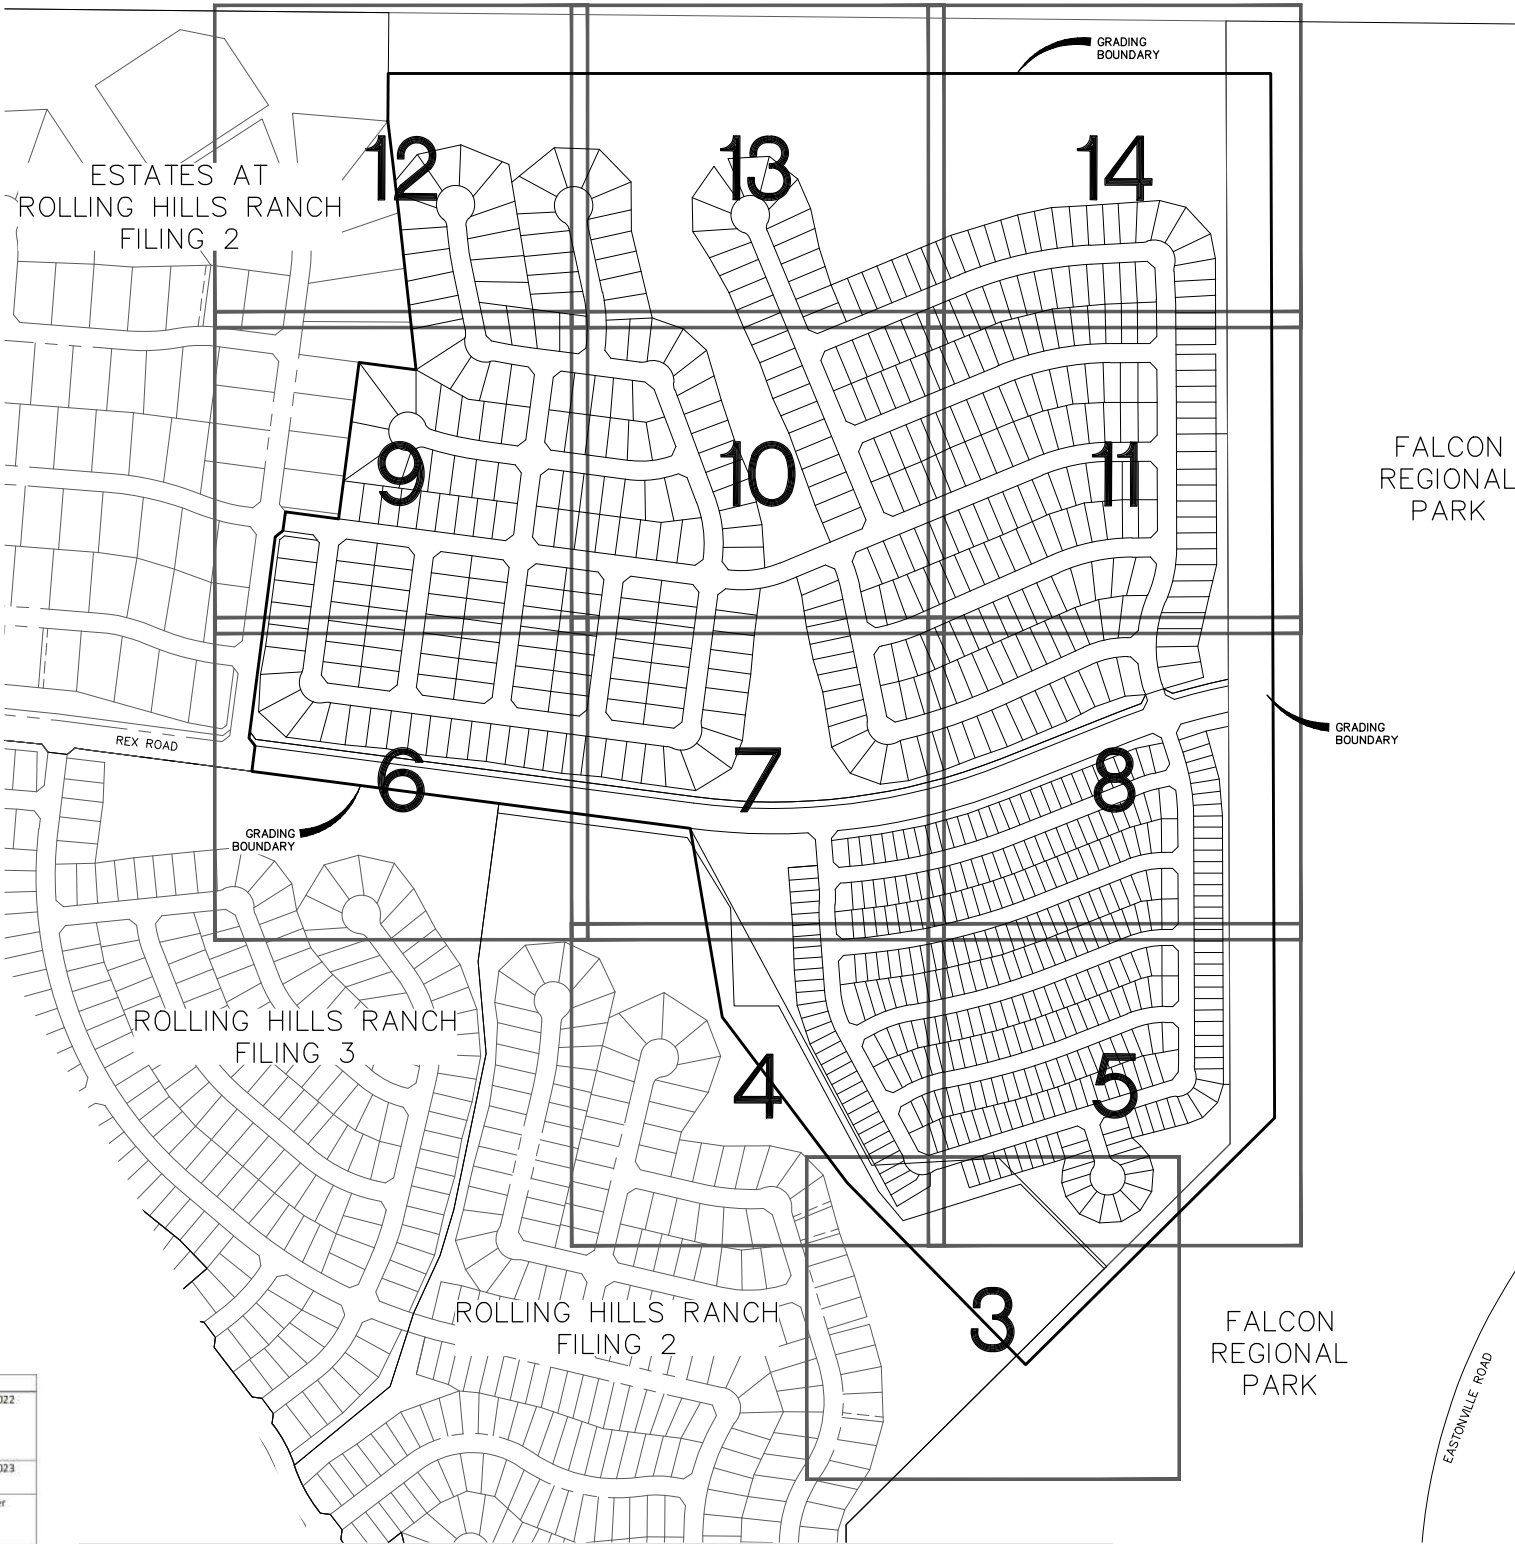 GRADING
BOUNDARY
12
13
14
ESTATES AT
ROLLING HILLS RANCH
FILING 2
FALCON
REGIONAL
PARK
9
10
11
REX ROAD
6
7
8
GRADING
BOUNDARY
GRADING
BOUNDARY
ROLLING HILLS RANCH
FILING 3
4
5
3
ROLLING HILLS RANCH
FILING 2
FALCON
REGIONAL
PARK
EASTONVILLE ROAD